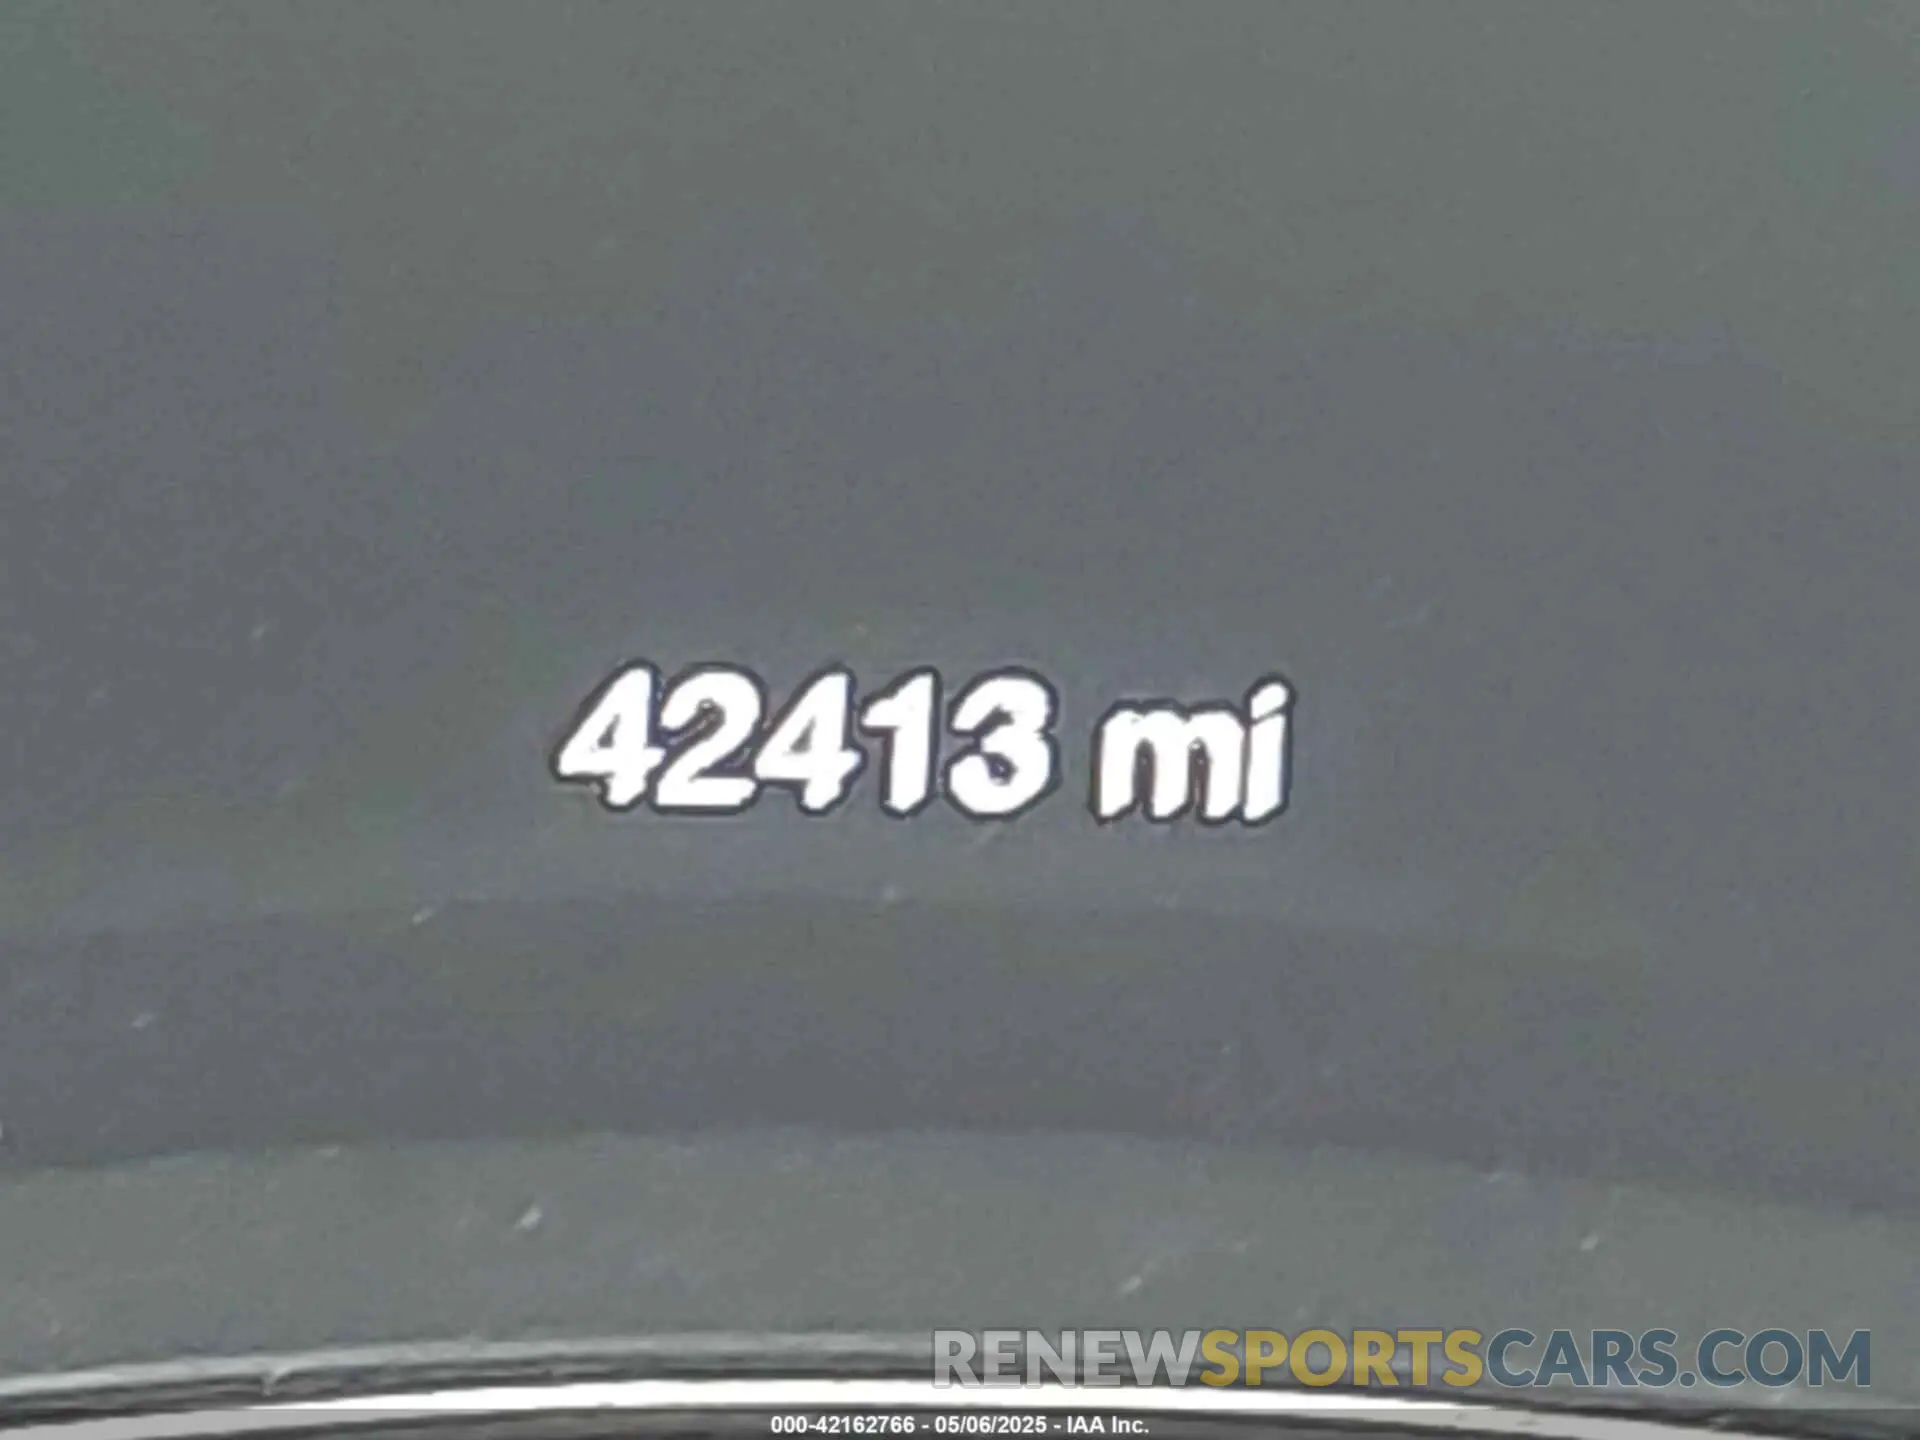 42413 mi
RENEWSPORTSCARS.COM
000-42162766 - 05/06/2025 - IAA Inc.